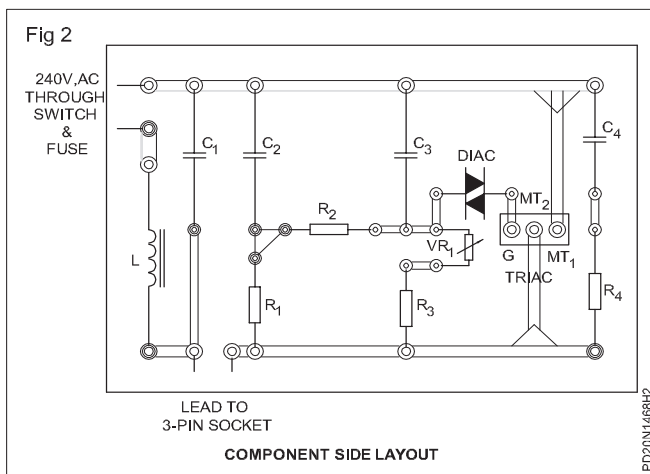 Fig 2
240V,AC
THROUGH
SWITCH
&
FUSE
C1
C2
C3
C4
DIAC
MT2
R2
VR1
G
MT1
TRIAC
L
R1
R3
R4
LEAD TO
3-PIN SOCKET
COMPONENT SIDE LAYOUT
PD20N1468H2